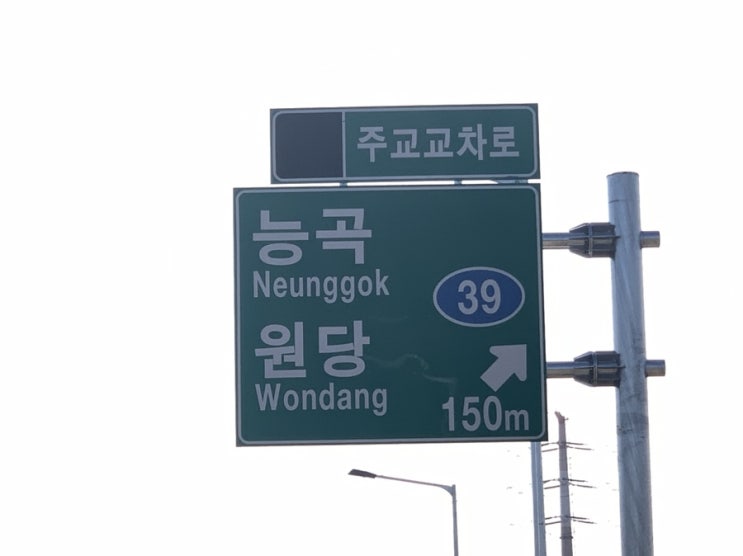 주교교차로
능곡
Neunggok
39
원당
Wondang
150m